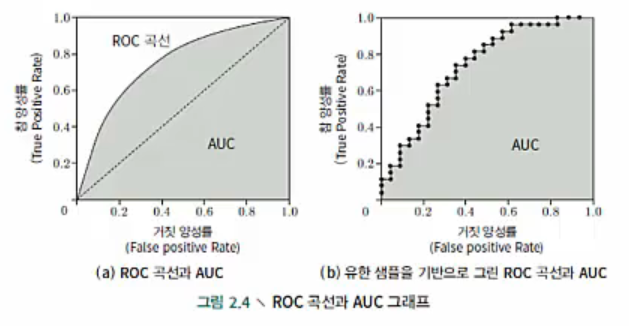 1.0
0.8
0.6
0.4
0.2
0
0.2
0.4
0.6
0.8
1.0
참 양성률
(True Positive Rate)
ROC 곡선
AUC
거짓 양성률
(False positive Rate)
(a) ROC 곡선과 AUC
1.0
0.8
0.6
0.4
0.2
0
0.2
0.4
0.6
0.8
1.0
참 양성률
(True Positive Rate)
AUC
거짓 양성률
(False positive Rate)
(b) 유한 샘플을 기반으로 그린 ROC 곡선과 AUC
그림 2.4 \ ROC 곡선과 AUC 그래프